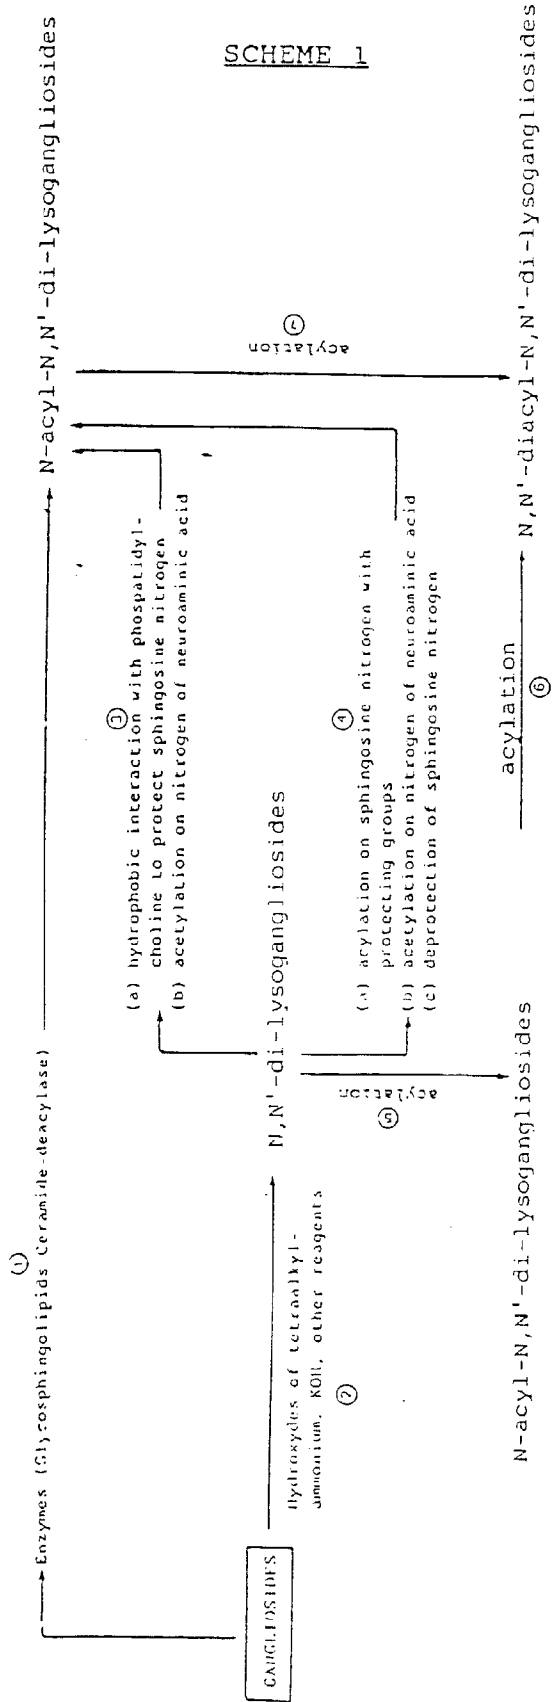 SCHEME 1
① Enzymes (Glycosphingolipids Ceramide-deacylase)
N-acyl-N,N'-di-lysogangliosides
③
(a) hydrophobic interaction with phospatidyl-
choline to protect sphingosine nitrogen
(b) acetylation on nitrogen of neuroaminic acid
⑦
acylation
GANGLIOSIDES
Hydroxydes of tetraalkyl-
ammonium, KOH, other reagents
②
N,N'-di-lysogangliosides
④
(a) acylation on sphingosine nitrogen with
protecting groups
(b) acetylation on nitrogen of neuroaminic acid
(c) deprotection of sphingosine nitrogen
⑤
acylation
N-acyl-N,N'-di-lysogangliosides
acylation
⑥
N,N'-diacyl-N,N'-di-lysogangliosides